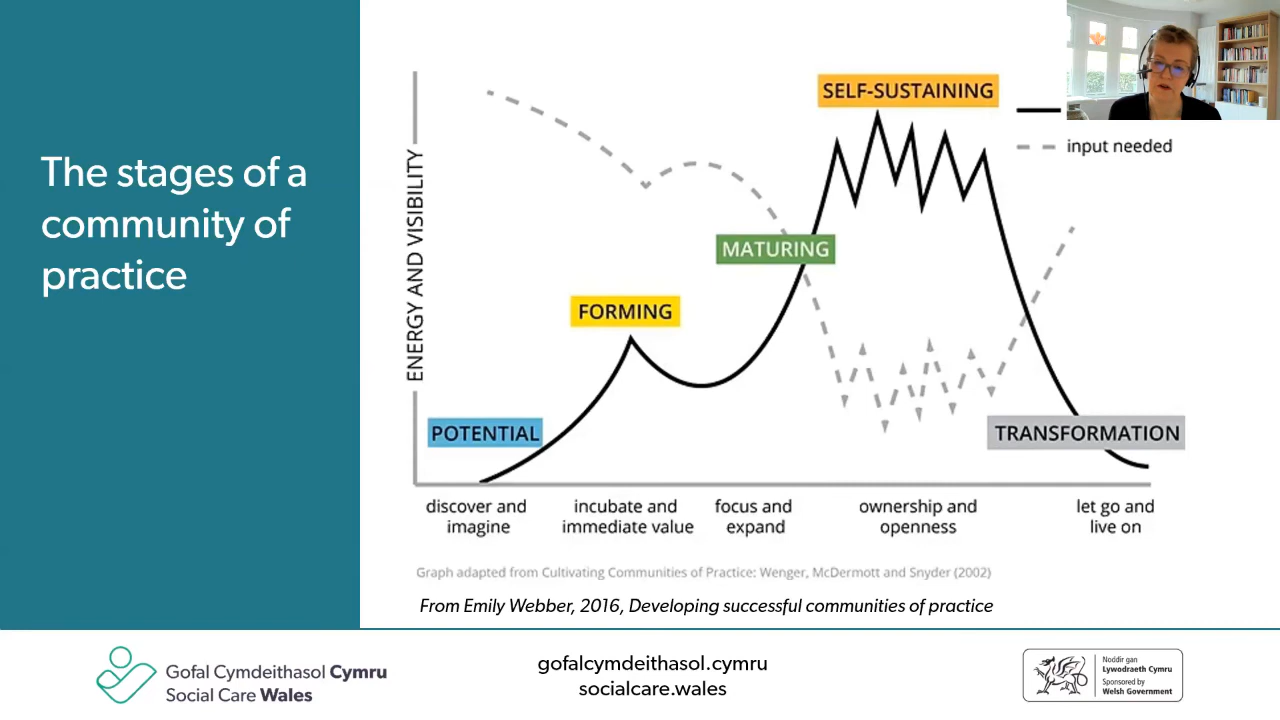 The stages of a
community of
practice
SELF-SUSTAINING
input needed
ENERGY AND VISIBILITY
MATURING
FORMING
POTENTIAL
TRANSFORMATION
discover and
imagine
incubate and
immediate value
focus and
expand
ownership and
openness
let go and
live on
Graph adapted from Cultivating Communities of Practice: Wenger, McDermott and Snyder (2002)
From Emily Webber, 2016, Developing successful communities of practice
Gofal Cymdeithasol Cymru
Social Care Wales
gofalcymdeithasol.cymru
socialcare.wales
Noddir gan
Lywodraeth Cymru
Sponsored by
Welsh Government